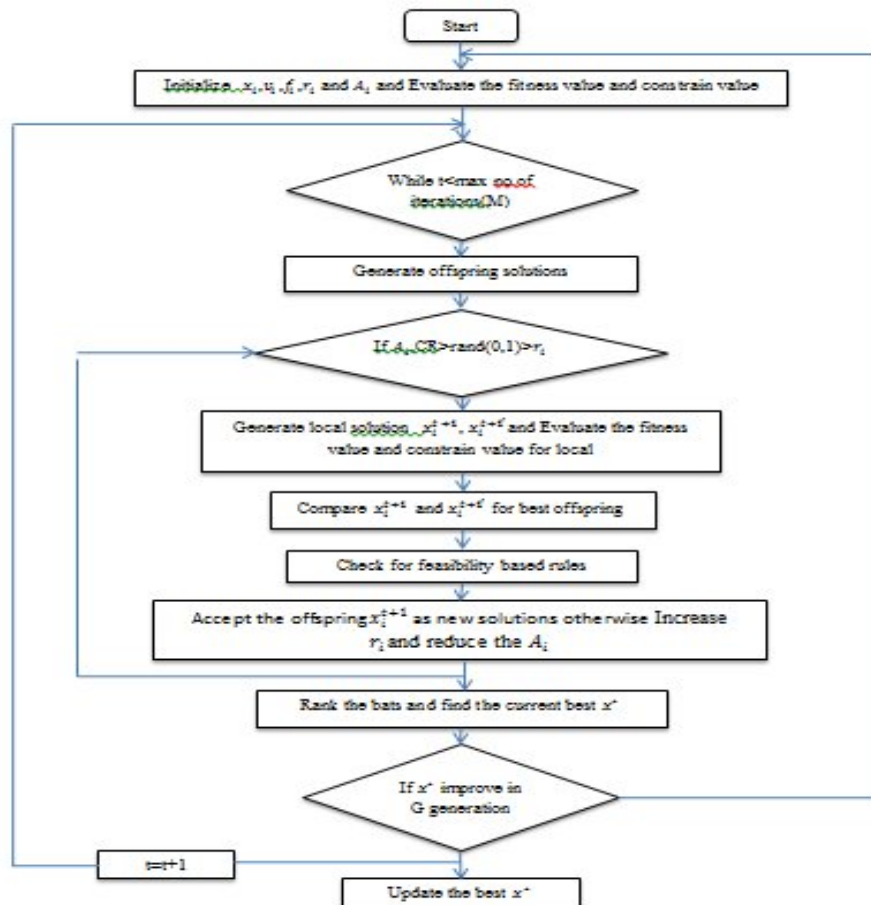 Start
Initialize x_i, υ_i, f_i, r_i and A_i and Evaluate the fitness value and constrain value
While t<max no.of
iterations(M)
Generate offspring solutions
If A_i, CR>rand(0,1)>r_i
Generate local solution x_i^{t+1}, x_i^{t+1'} and Evaluate the fitness
value and constrain value for local
Compare x_i^{t+1} and x_i^{t+1'} for best offspring
Check for feasibility based rules
Accept the offspring x_i^{t+1} as new solutions otherwise Increase
r_i and reduce the A_i
Rank the bats and find the current best x*
If x* improve in
G generation
t=t+1
Update the best x*